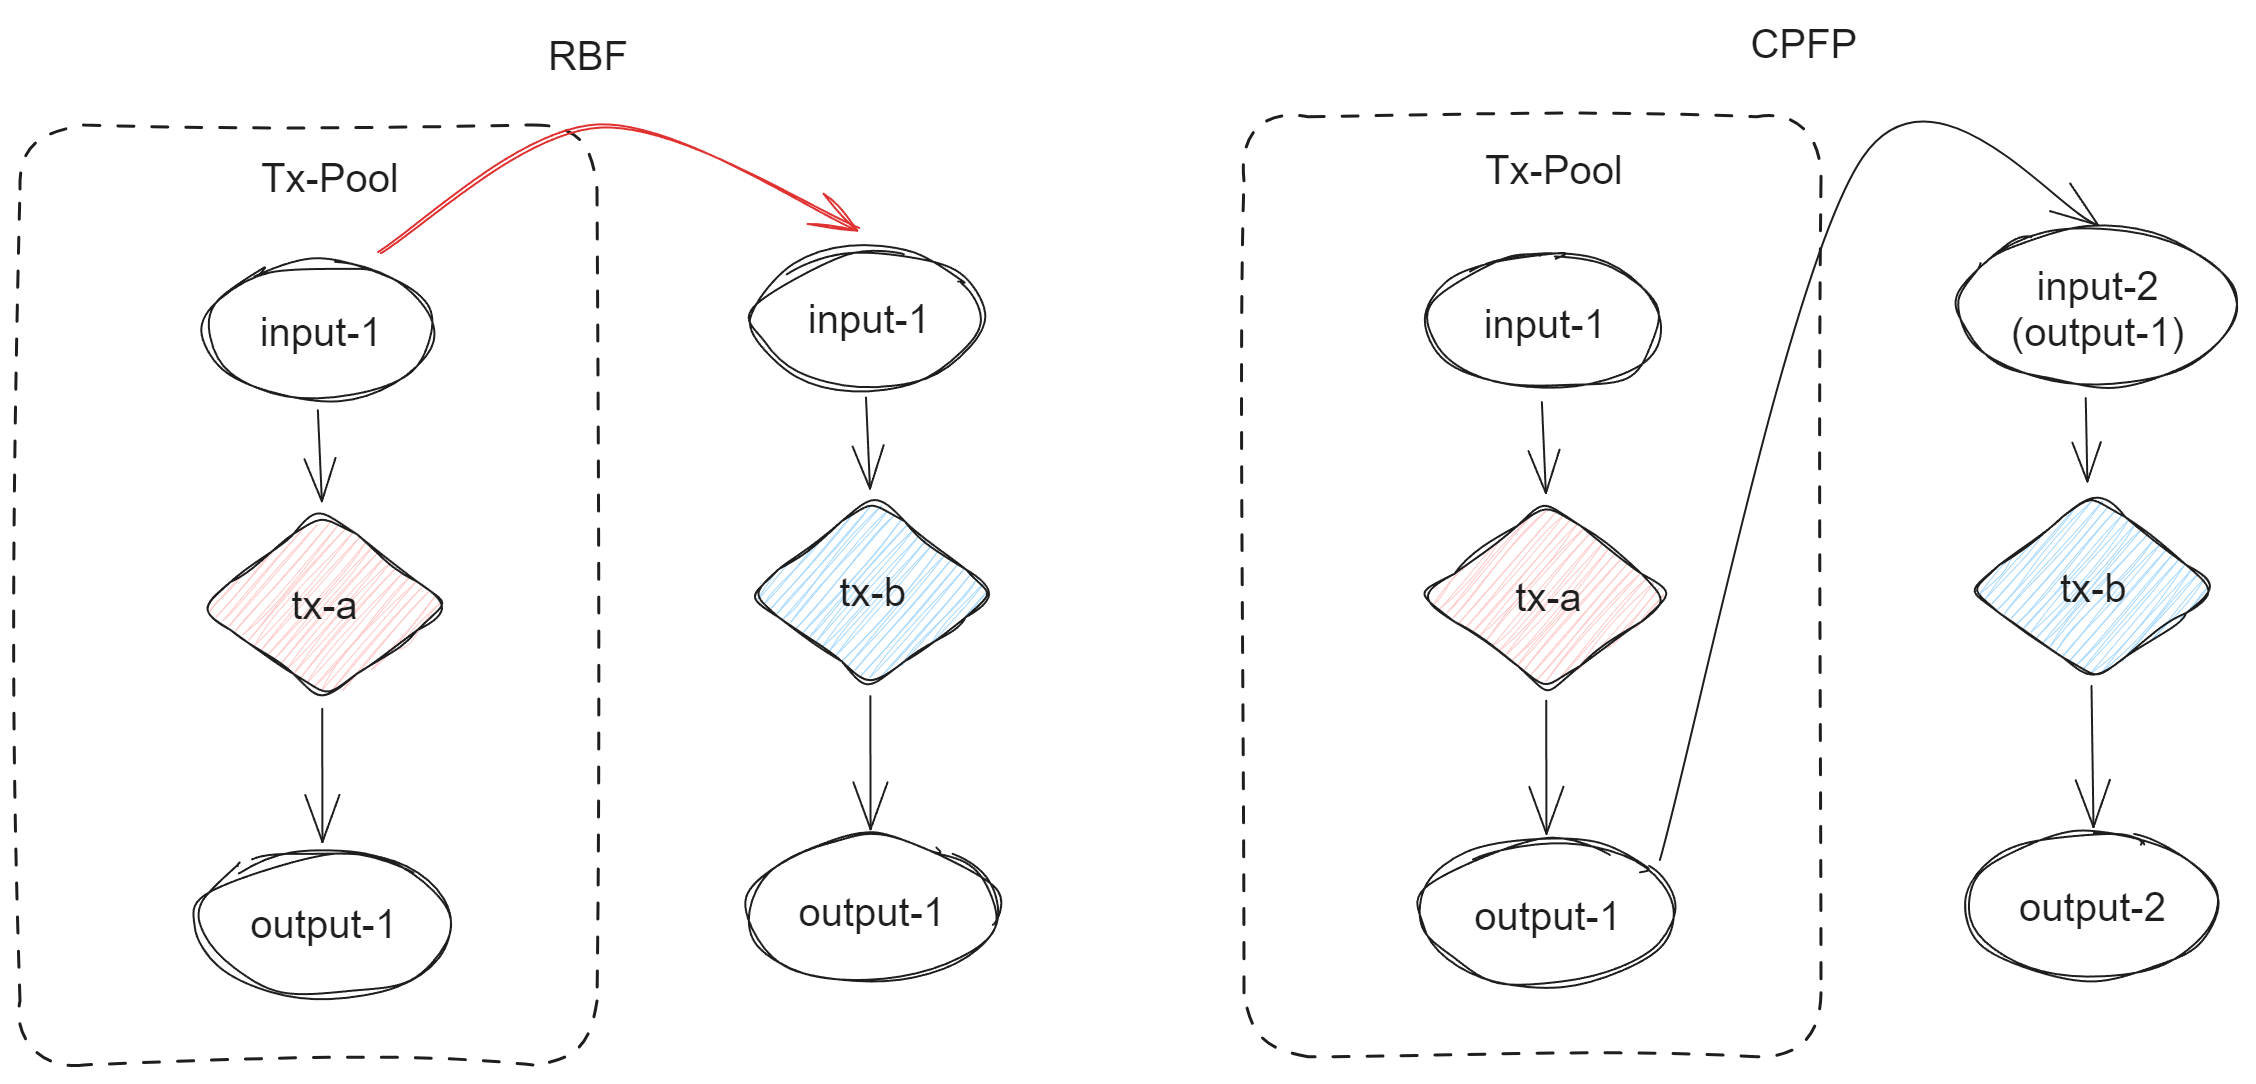 RBF
Tx-Pool
input-1
tx-a
output-1
input-1
tx-b
output-1
CPFP
Tx-Pool
input-1
tx-a
output-1
input-2
(output-1)
tx-b
output-2